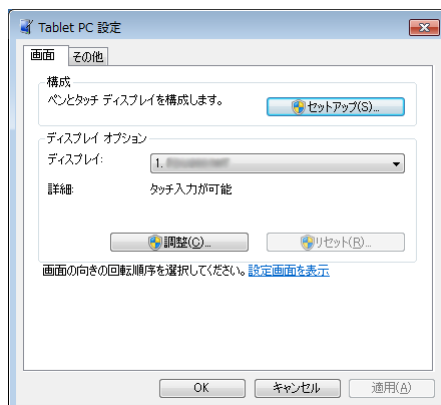 Tablet PC 設定
画面 その他
構成
ペンとタッチ ディスプレイを構成します。 セットアップ(S)...
ディスプレイ オプション
ディスプレイ: 1.
詳細: タッチ入力が可能
調整(C)... リセット(R)...
画面の向きの回転順序を選択してください。設定画面を表示
OK キャンセル 適用(A)